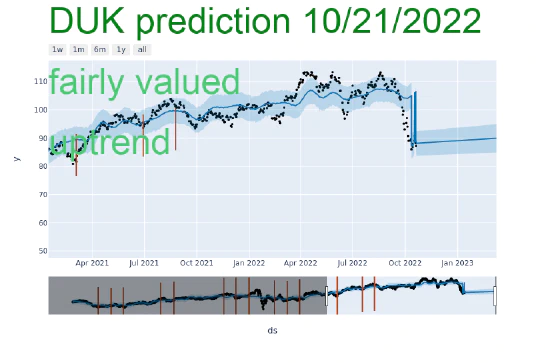 DUK prediction 10/21/2022
1w 1m 6m 1y all
fairly valued
uptrend
110
100
90
80
70
60
50
y
Apr 2021 Jul 2021 Oct 2021 Jan 2022 Apr 2022 Jul 2022 Oct 2022 Jan 2023
ds